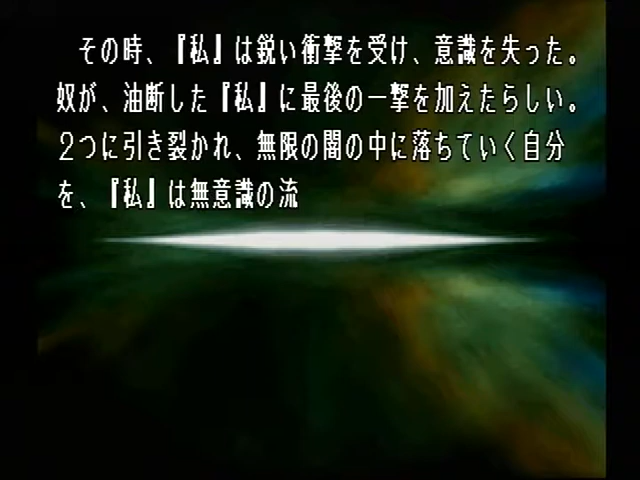 その時、『私』は鋭い衝撃を受け、意識を失った。
奴が、油断した『私』に最後の一撃を加えたらしい。
２つに引き裂かれ、無限の闇の中に落ちていく自分
を、『私』は無意識の流